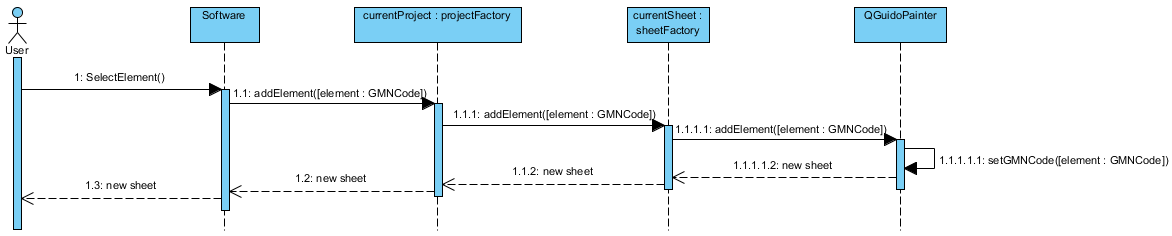 Software
currentProject : projectFactory
currentSheet :
sheetFactory
QGuidoPainter
User
1: SelectElement()
1.1: addElement([element : GMNCode])
1.1.1: addElement([element : GMNCode])
1.1.1.1: addElement([element : GMNCode])
1.1.1.1.1: setGMNCode([element : GMNCode])
1.1.1.1.2: new sheet
1.1.2: new sheet
1.2: new sheet
1.3: new sheet